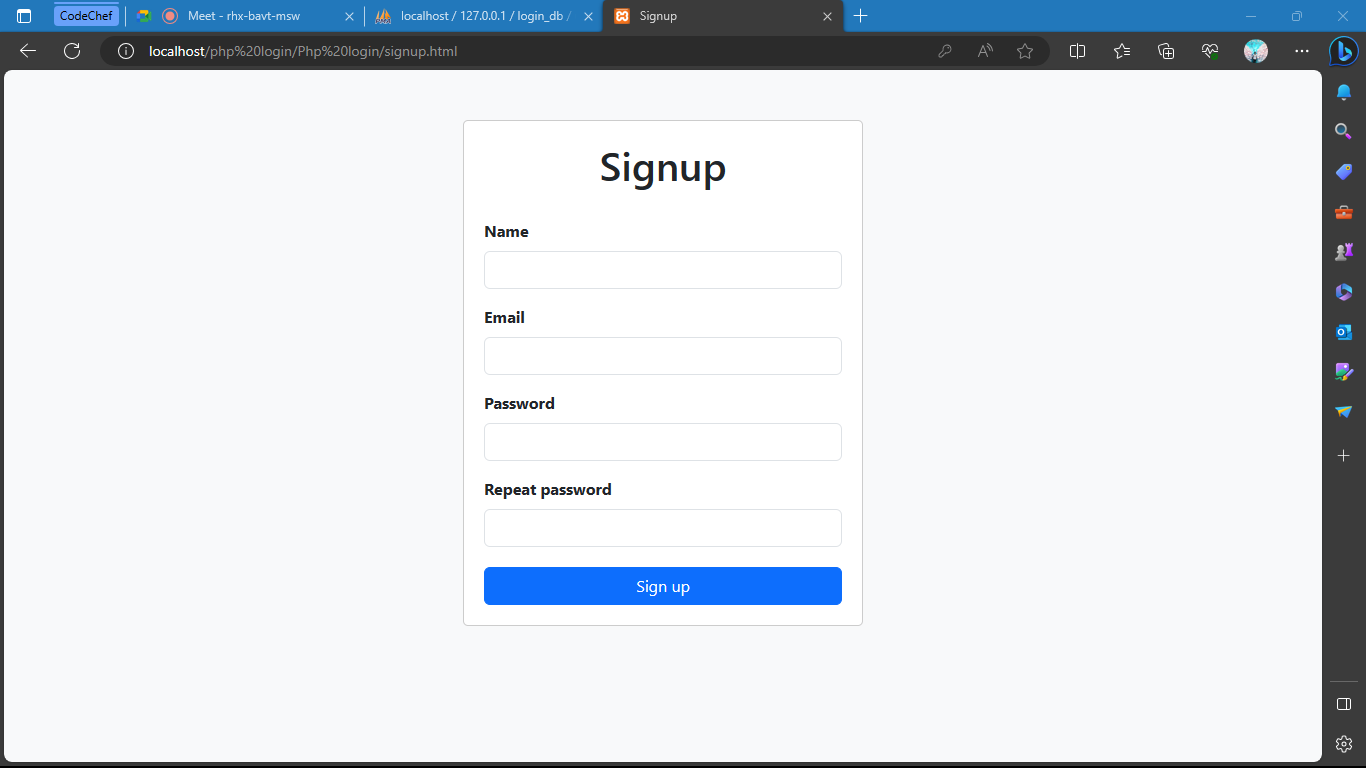 CodeChef
Meet - rhx-bavt-msw
localhost / 127.0.0.1 / login_db /
Signup
localhost/php%20login/Php%20login/signup.html
Signup
Name
Email
Password
Repeat password
Sign up